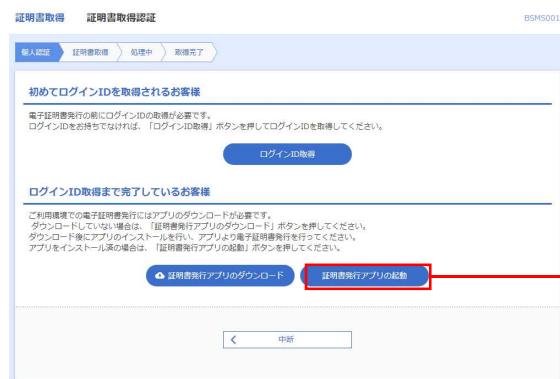 証明書取得 証明書取得認証 BSMS001
個人認証 証明書取得 処理中 取得完了
初めてログインIDを取得されるお客様
電子証明書発行の前にログインIDの取得が必要です。
ログインIDをお持ちでなければ、「ログインID取得」ボタンを押してログインIDを取得してください。
ログインID取得
ログインID取得まで完了しているお客様
ご利用環境での電子証明書発行にはアプリのダウンロードが必要です。
ダウンロードしていない場合は、「証明書発行アプリのダウンロード」ボタンを押してください。
ダウンロード後にアプリのインストールを行い、アプリより電子証明書発行を行ってください。
アプリをインストール済の場合は、「証明書発行アプリの起動」ボタンを押してください。
証明書発行アプリのダウンロード 証明書発行アプリの起動
中断